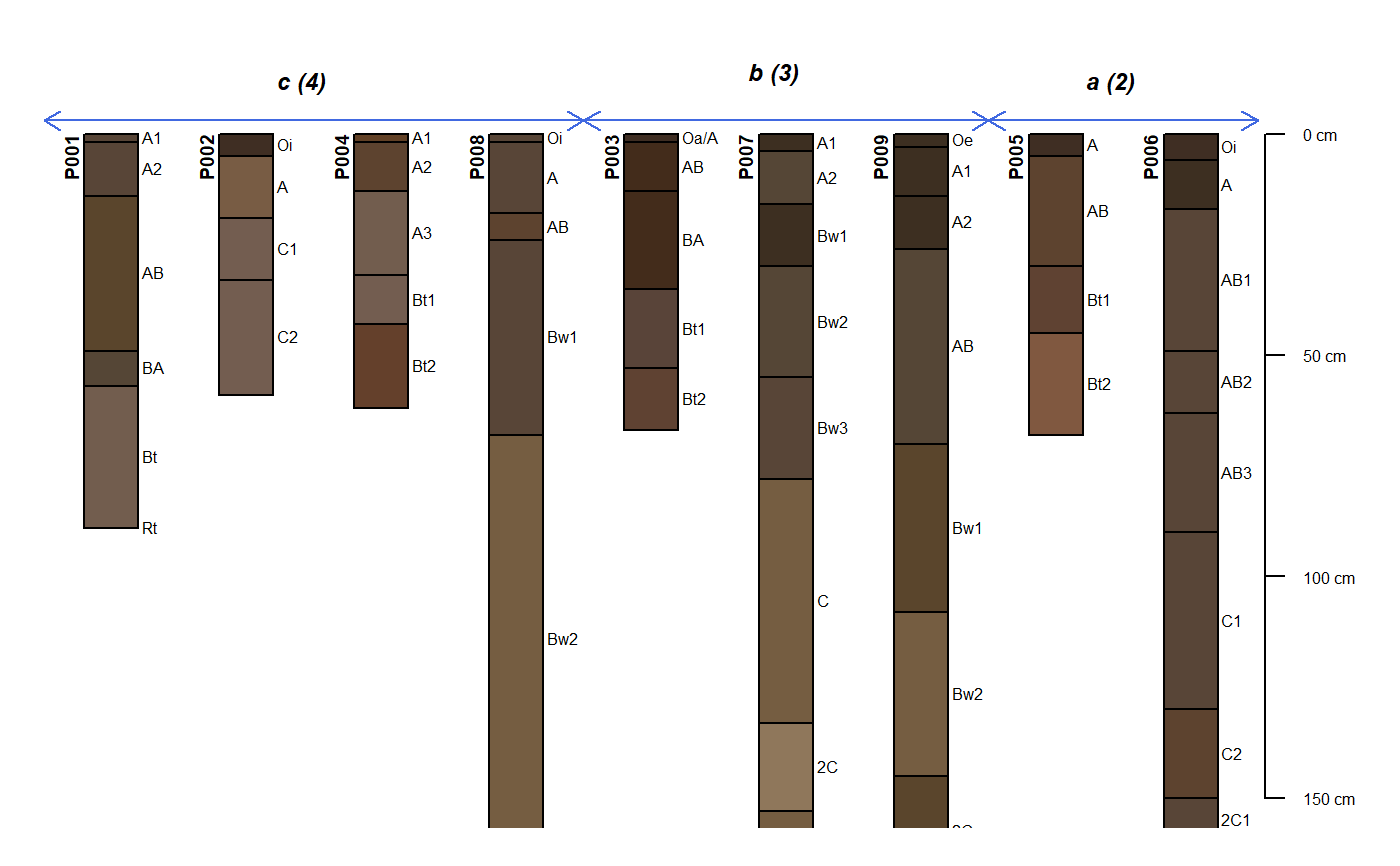 c (4)
b (3)
a (2)
P001
A1
A2
AB
BA
Bt
Rt
P002
Oi
A
C1
C2
P004
A1
A2
A3
Bt1
Bt2
P008
Oi
A
AB
Bw1
Bw2
P003
Oa/A
AB
BA
Bt1
Bt2
P007
A1
A2
Bw1
Bw2
Bw3
C
2C
P009
Oe
A1
A2
AB
Bw1
Bw2
P005
A
AB
Bt1
Bt2
P006
Oi
A
AB1
AB2
AB3
C1
C2
2C1
0 cm
50 cm
100 cm
150 cm